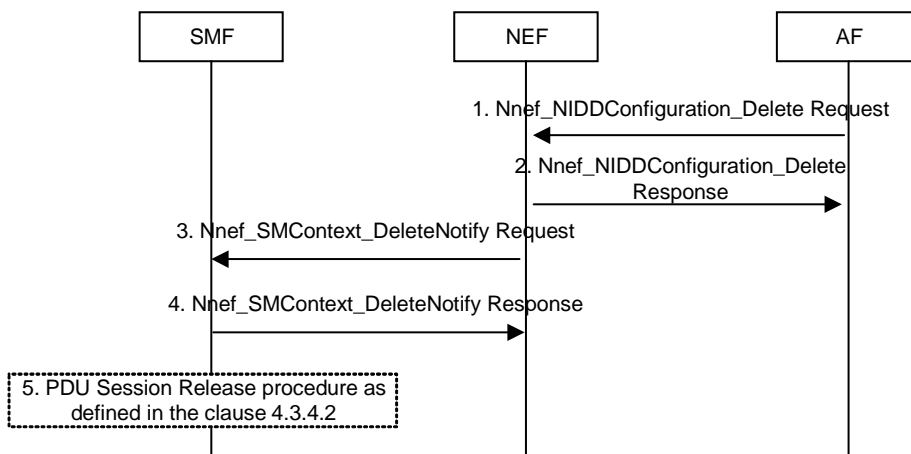 SMF
NEF
AF
1. Nnef_NIDDConfiguration_Delete Request
2. Nnef_NIDDConfiguration_Delete
Response
3. Nnef_SMContext_DeleteNotify Request
4. Nnef_SMContext_DeleteNotify Response
5. PDU Session Release procedure as
defined in the clause 4.3.4.2